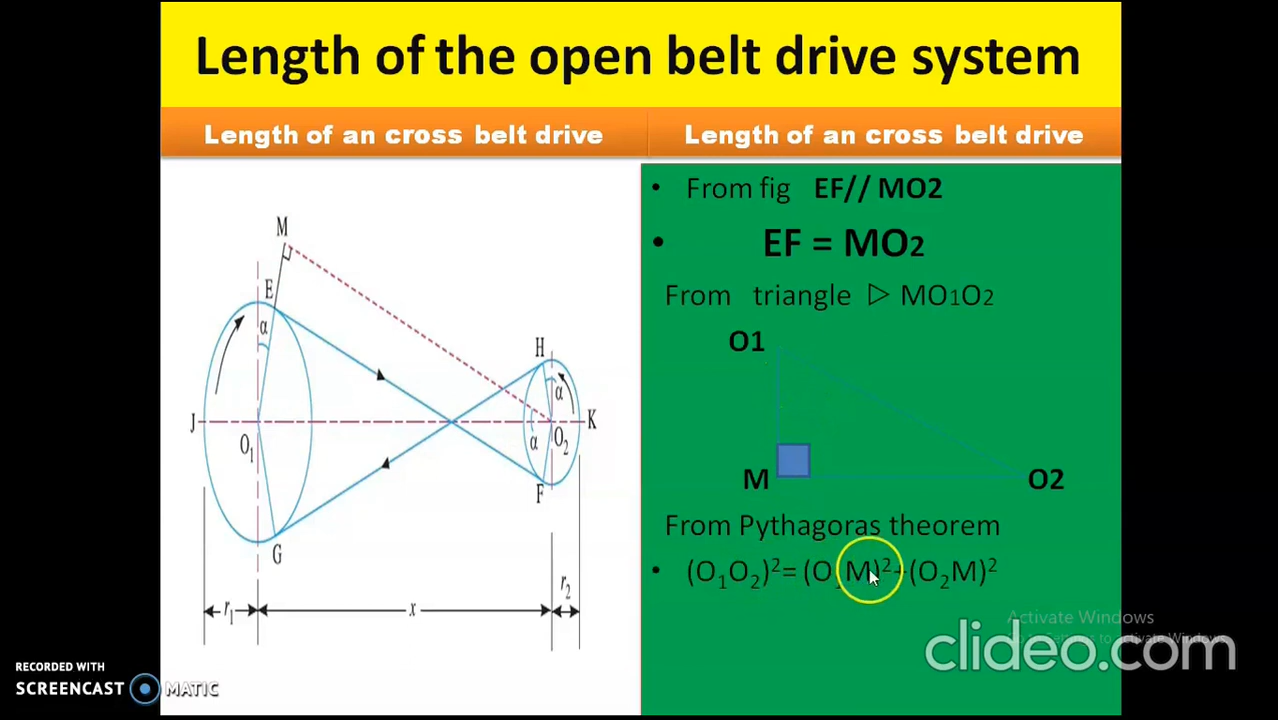 Length of the open belt drive system
Length of an cross belt drive
Length of an cross belt drive
M
E
α
H
α
J
O₁
α
O₂
K
F
G
r₁
x
r₂
• From fig EF// MO2
• EF = MO₂
From triangle ▷ MO₁O₂
O1
M
O2
From Pythagoras theorem
• (O₁O₂)²= (O₁M)²+(O₂M)²
Activate Windows
clideo.com
RECORDED WITH
SCREENCAST MATIC